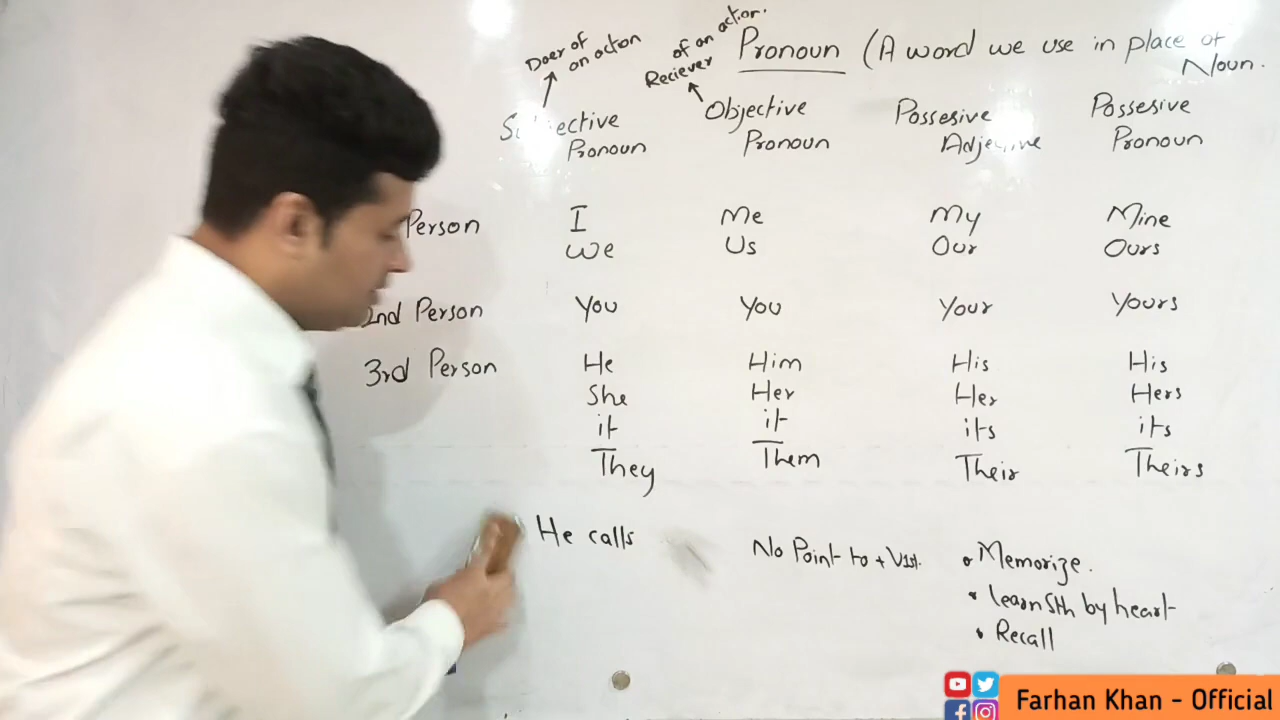 Doer of
an action
Reciever
of an action.
Pronoun (A word we use in place of
Noun.
Subjective
Pronoun
Objective
Pronoun
Possesive
Adjective
Possesive
Pronoun
Person I Me My Mine
We Us Our Ours
2nd Person You You Your Yours
3rd Person He Him His His
She Her Her Hers
it it its its
They Them Their Theirs
He calls
No Point to + V1st.
• Memorize.
• learn Sth by heart
• Recall
Farhan Khan - Official